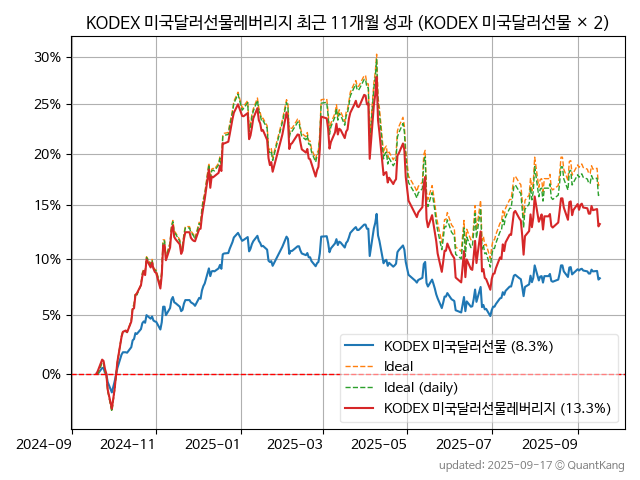 KODEX 미국달러선물레버리지 최근 11개월 성과 (KODEX 미국달러선물 × 2)
30%
25%
20%
15%
10%
5%
0%
KODEX 미국달러선물 (8.3%)
Ideal
Ideal (daily)
KODEX 미국달러선물레버리지 (13.3%)
2024-09 2024-11 2025-01 2025-03 2025-05 2025-07 2025-09
updated: 2025-09-17 © QuantKang